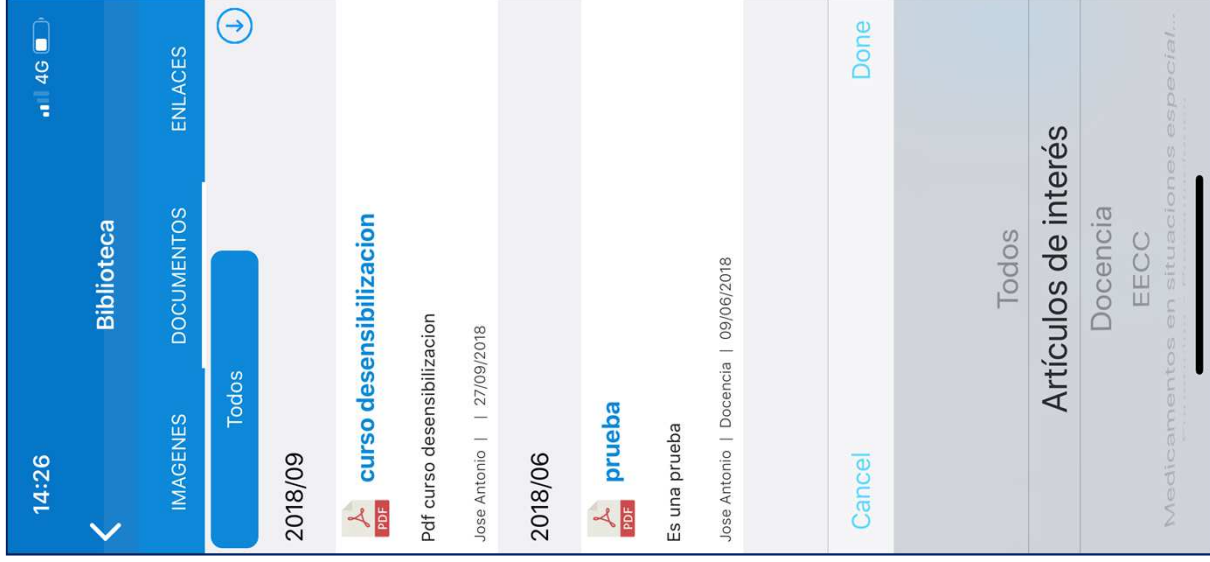 14:26 4G
Biblioteca
IMAGENES DOCUMENTOS ENLACES
Todos
2018/09
PDF curso desensibilizacion
Pdf curso desensibilizacion
Jose Antonio | | 27/09/2018
2018/06
PDF prueba
Es una prueba
Jose Antonio | Docencia | 09/06/2018
Cancel Done
Todos
Artículos de interés
Docencia
EECC
Medicamentos en situaciones especial...